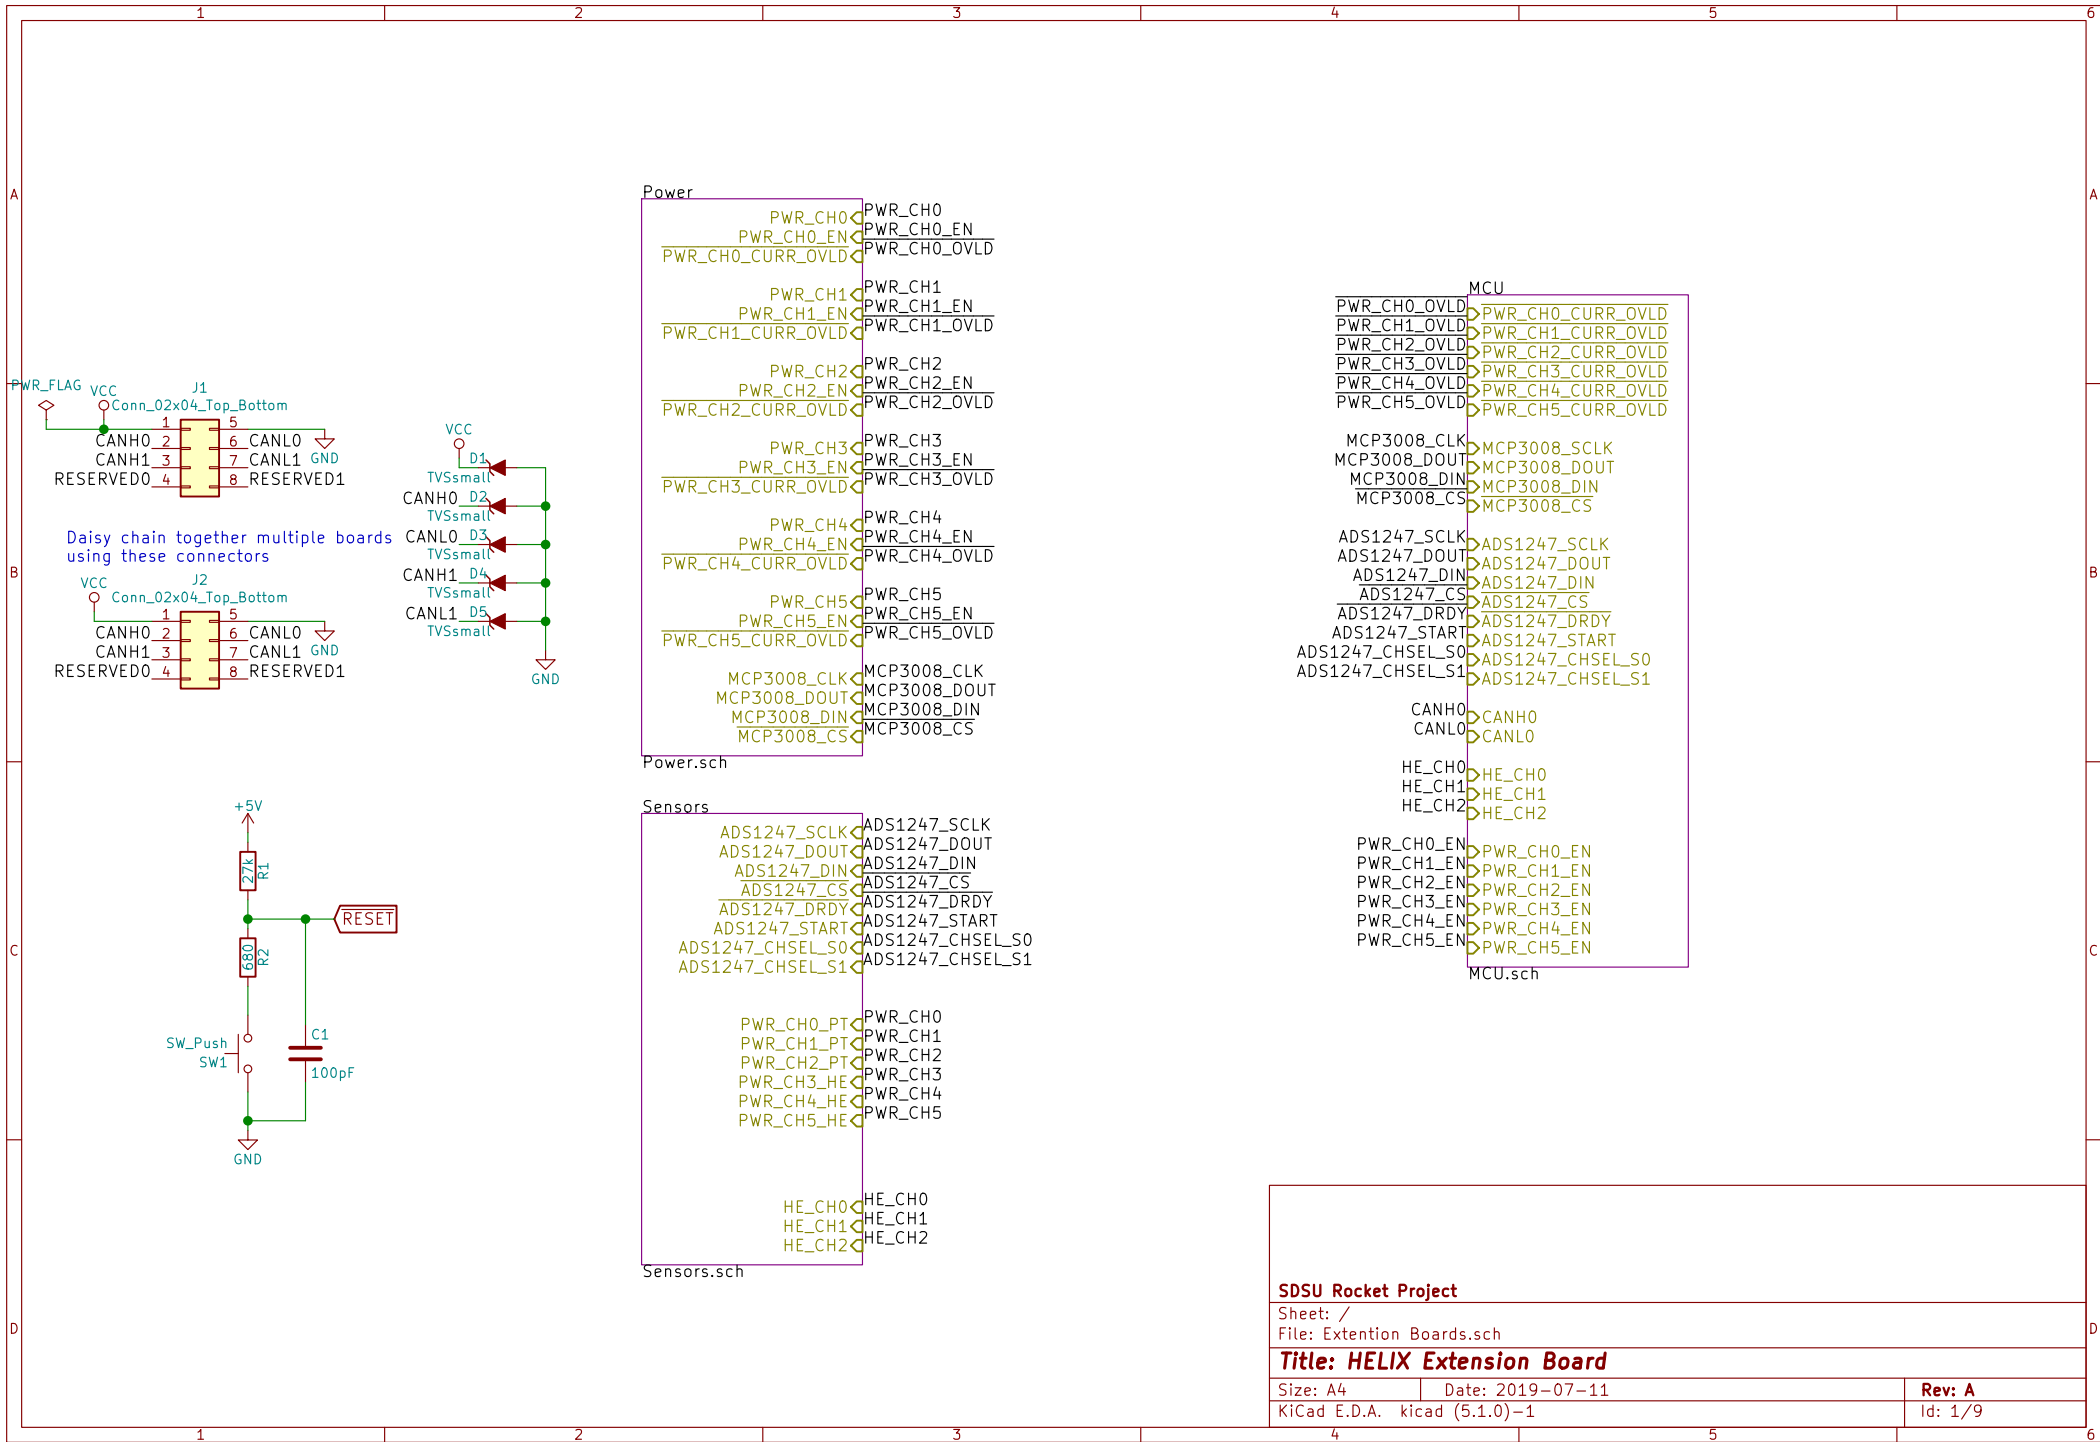 1 2 3 4 5 6
A A
B B
C C
D D
PWR_FLAG
VCC
J1
Conn_02x04_Top_Bottom
1 5
CANH0 2 6 CANL0
CANH1 3 7 CANL1
RESERVED0 4 8 RESERVED1
GND
Daisy chain together multiple boards
using these connectors
VCC
J2
Conn_02x04_Top_Bottom
1 5
CANH0 2 6 CANL0
CANH1 3 7 CANL1
RESERVED0 4 8 RESERVED1
GND
VCC
D1
TVSsmall
CANH0 D2
TVSsmall
CANL0 D3
TVSsmall
CANH1 D4
TVSsmall
CANL1 D5
TVSsmall
GND
+5V
27k R1
RESET
680 R2
SW_Push
SW1
C1
100pF
GND
Power
PWR_CH0 PWR_CH0
PWR_CH0_EN PWR_CH0_EN
PWR_CH0_CURR_OVLD PWR_CH0_OVLD
PWR_CH1 PWR_CH1
PWR_CH1_EN PWR_CH1_EN
PWR_CH1_CURR_OVLD PWR_CH1_OVLD
PWR_CH2 PWR_CH2
PWR_CH2_EN PWR_CH2_EN
PWR_CH2_CURR_OVLD PWR_CH2_OVLD
PWR_CH3 PWR_CH3
PWR_CH3_EN PWR_CH3_EN
PWR_CH3_CURR_OVLD PWR_CH3_OVLD
PWR_CH4 PWR_CH4
PWR_CH4_EN PWR_CH4_EN
PWR_CH4_CURR_OVLD PWR_CH4_OVLD
PWR_CH5 PWR_CH5
PWR_CH5_EN PWR_CH5_EN
PWR_CH5_CURR_OVLD PWR_CH5_OVLD
MCP3008_CLK MCP3008_CLK
MCP3008_DOUT MCP3008_DOUT
MCP3008_DIN MCP3008_DIN
MCP3008_CS MCP3008_CS
Power.sch
Sensors
ADS1247_SCLK ADS1247_SCLK
ADS1247_DOUT ADS1247_DOUT
ADS1247_DIN ADS1247_DIN
ADS1247_CS ADS1247_CS
ADS1247_DRDY ADS1247_DRDY
ADS1247_START ADS1247_START
ADS1247_CHSEL_S0 ADS1247_CHSEL_S0
ADS1247_CHSEL_S1 ADS1247_CHSEL_S1
PWR_CH0_PT PWR_CH0
PWR_CH1_PT PWR_CH1
PWR_CH2_PT PWR_CH2
PWR_CH3_HE PWR_CH3
PWR_CH4_HE PWR_CH4
PWR_CH5_HE PWR_CH5
HE_CH0 HE_CH0
HE_CH1 HE_CH1
HE_CH2 HE_CH2
Sensors.sch
MCU
PWR_CH0_OVLD PWR_CH0_CURR_OVLD
PWR_CH1_OVLD PWR_CH1_CURR_OVLD
PWR_CH2_OVLD PWR_CH2_CURR_OVLD
PWR_CH3_OVLD PWR_CH3_CURR_OVLD
PWR_CH4_OVLD PWR_CH4_CURR_OVLD
PWR_CH5_OVLD PWR_CH5_CURR_OVLD
MCP3008_CLK MCP3008_SCLK
MCP3008_DOUT MCP3008_DOUT
MCP3008_DIN MCP3008_DIN
MCP3008_CS MCP3008_CS
ADS1247_SCLK ADS1247_SCLK
ADS1247_DOUT ADS1247_DOUT
ADS1247_DIN ADS1247_DIN
ADS1247_CS ADS1247_CS
ADS1247_DRDY ADS1247_DRDY
ADS1247_START ADS1247_START
ADS1247_CHSEL_S0 ADS1247_CHSEL_S0
ADS1247_CHSEL_S1 ADS1247_CHSEL_S1
CANH0 CANH0
CANL0 CANL0
HE_CH0 HE_CH0
HE_CH1 HE_CH1
HE_CH2 HE_CH2
PWR_CH0_EN PWR_CH0_EN
PWR_CH1_EN PWR_CH1_EN
PWR_CH2_EN PWR_CH2_EN
PWR_CH3_EN PWR_CH3_EN
PWR_CH4_EN PWR_CH4_EN
PWR_CH5_EN PWR_CH5_EN
MCU.sch
SDSU Rocket Project
Sheet: /
File: Extention Boards.sch
Title: HELIX Extension Board
Size: A4 Date: 2019-07-11 Rev: A
KiCad E.D.A. kicad (5.1.0)-1 Id: 1/9
1 2 3 4 5 6